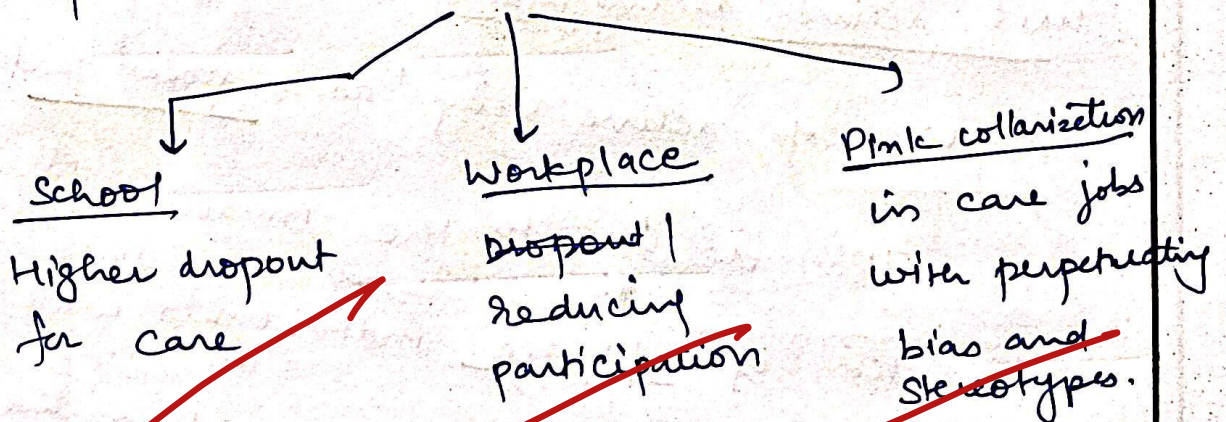 School
Higher dropout
for care
Workplace
Dropout |
reducing
participation
Pink collarization
in care jobs
with perpetuating
bias and
stereotypes.